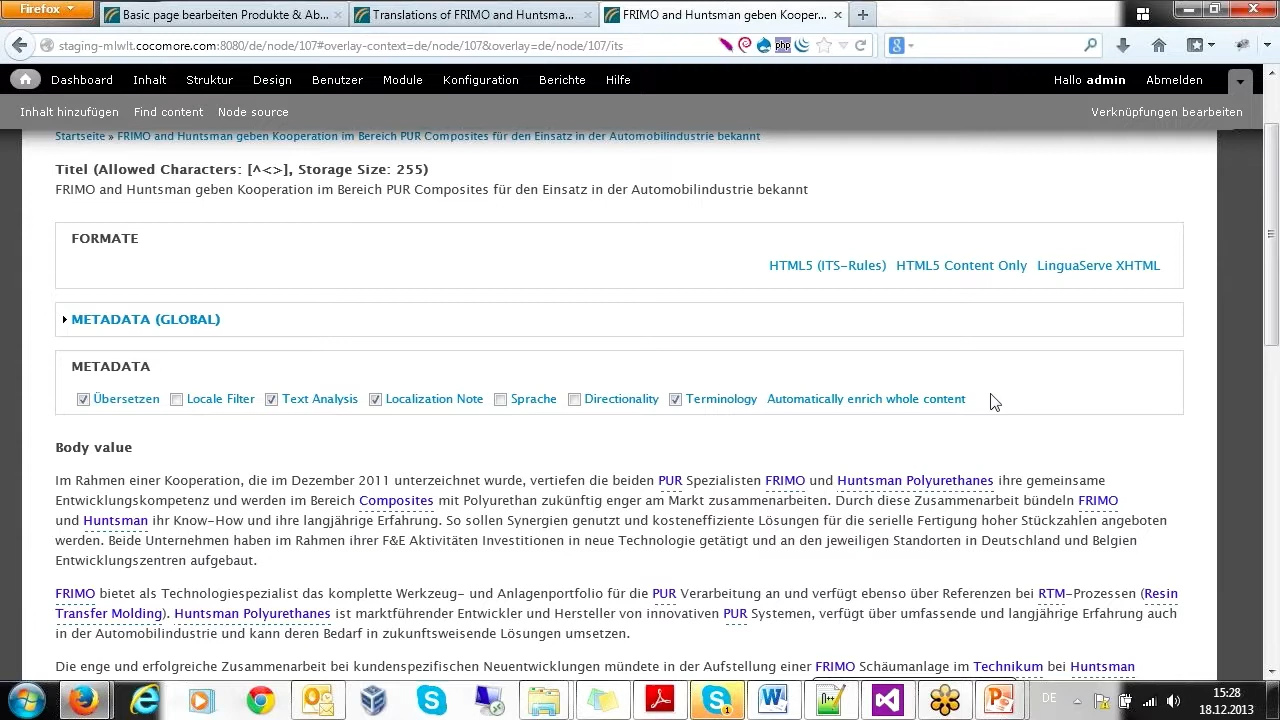 Firefox
Basic page bearbeiten Produkte & Ab...
Translations of FRIMO and Huntsma...
FRIMO and Huntsman geben Kooper...
staging-mlwlt.cocomore.com:8080/de/node/107#overlay-context=de/node/107&overlay=de/node/107/its
Dashboard Inhalt Struktur Design Benutzer Module Konfiguration Berichte Hilfe Hallo admin Abmelden
Inhalt hinzufügen Find content Node source Verknüpfungen bearbeiten
Startseite » FRIMO and Huntsman geben Kooperation im Bereich PUR Composites für den Einsatz in der Automobilindustrie bekannt
Titel (Allowed Characters: [^<>], Storage Size: 255)
FRIMO and Huntsman geben Kooperation im Bereich PUR Composites für den Einsatz in der Automobilindustrie bekannt
FORMATE
HTML5 (ITS-Rules) HTML5 Content Only LinguaServe XHTML
METADATA (GLOBAL)
METADATA
Übersetzen Locale Filter Text Analysis Localization Note Sprache Directionality Terminology Automatically enrich whole content
Body value
Im Rahmen einer Kooperation, die im Dezember 2011 unterzeichnet wurde, vertiefen die beiden PUR Spezialisten FRIMO und Huntsman Polyurethanes ihre gemeinsame
Entwicklungskompetenz und werden im Bereich Composites mit Polyurethan zukünftig enger am Markt zusammenarbeiten. Durch diese Zusammenarbeit bündeln FRIMO
und Huntsman ihr Know-How und ihre langjährige Erfahrung. So sollen Synergien genutzt und kosteneffiziente Lösungen für die serielle Fertigung hoher Stückzahlen angeboten
werden. Beide Unternehmen haben im Rahmen ihrer F&E Aktivitäten Investitionen in neue Technologie getätigt und an den jeweiligen Standorten in Deutschland und Belgien
Entwicklungszentren aufgebaut.
FRIMO bietet als Technologiespezialist das komplette Werkzeug- und Anlagenportfolio für die PUR Verarbeitung an und verfügt ebenso über Referenzen bei RTM-Prozessen (Resin
Transfer Molding). Huntsman Polyurethanes ist marktführender Entwickler und Hersteller von innovativen PUR Systemen, verfügt über umfassende und langjährige Erfahrung auch
in der Automobilindustrie und kann deren Bedarf in zukunftsweisende Lösungen umsetzen.
Die enge und erfolgreiche Zusammenarbeit bei kundenspezifischen Neuentwicklungen mündete in der Aufstellung einer FRIMO Schäumanlage im Technikum bei Huntsman
DE
15:28
18.12.2013